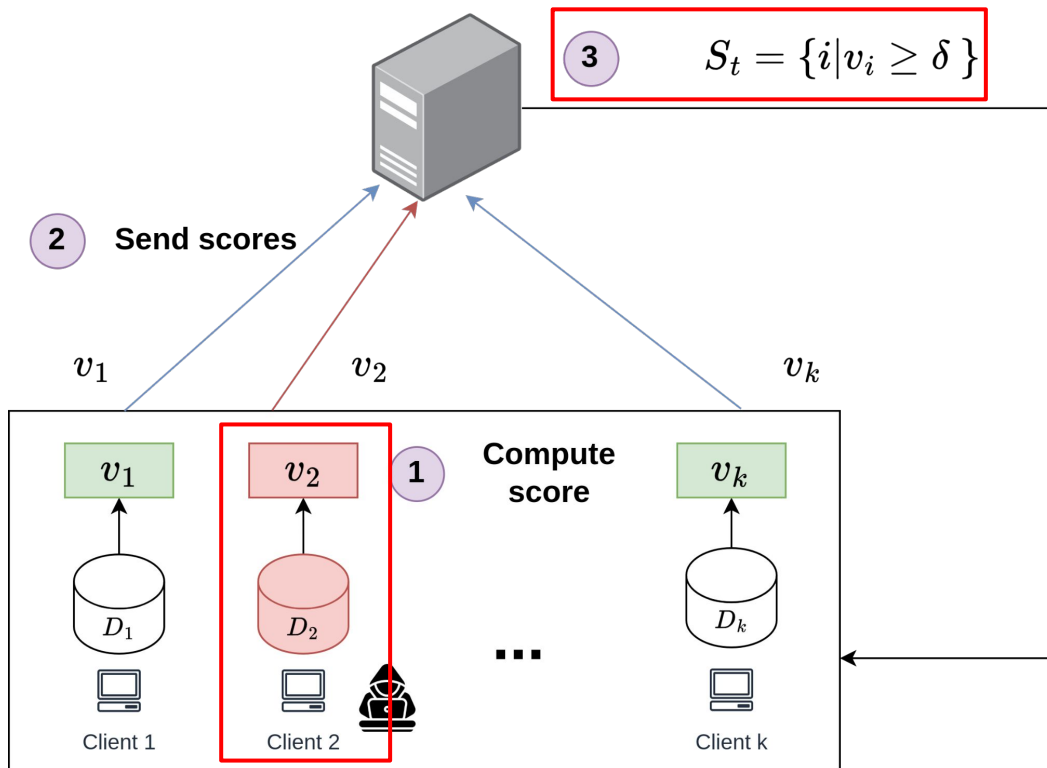 3 S_t = {i|v_i ≥ δ }
2 Send scores
v_1 v_2 v_k
v_1 v_2 1 Compute score v_k
D_1 D_2 D_k
...
Client 1 Client 2 Client k